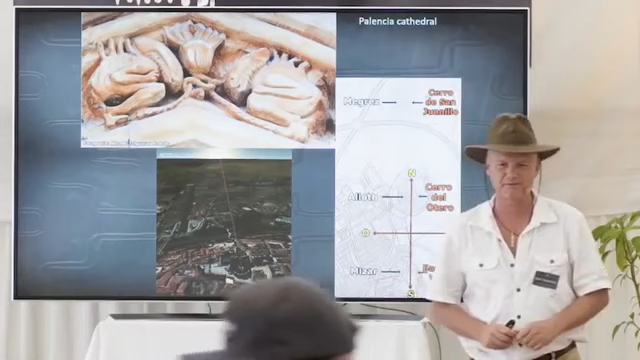 Palencia cathedral
Megrez
Cerro
de San
Juanillo
N
Alioth
Cerro
del
Otero
O
Mizar
S